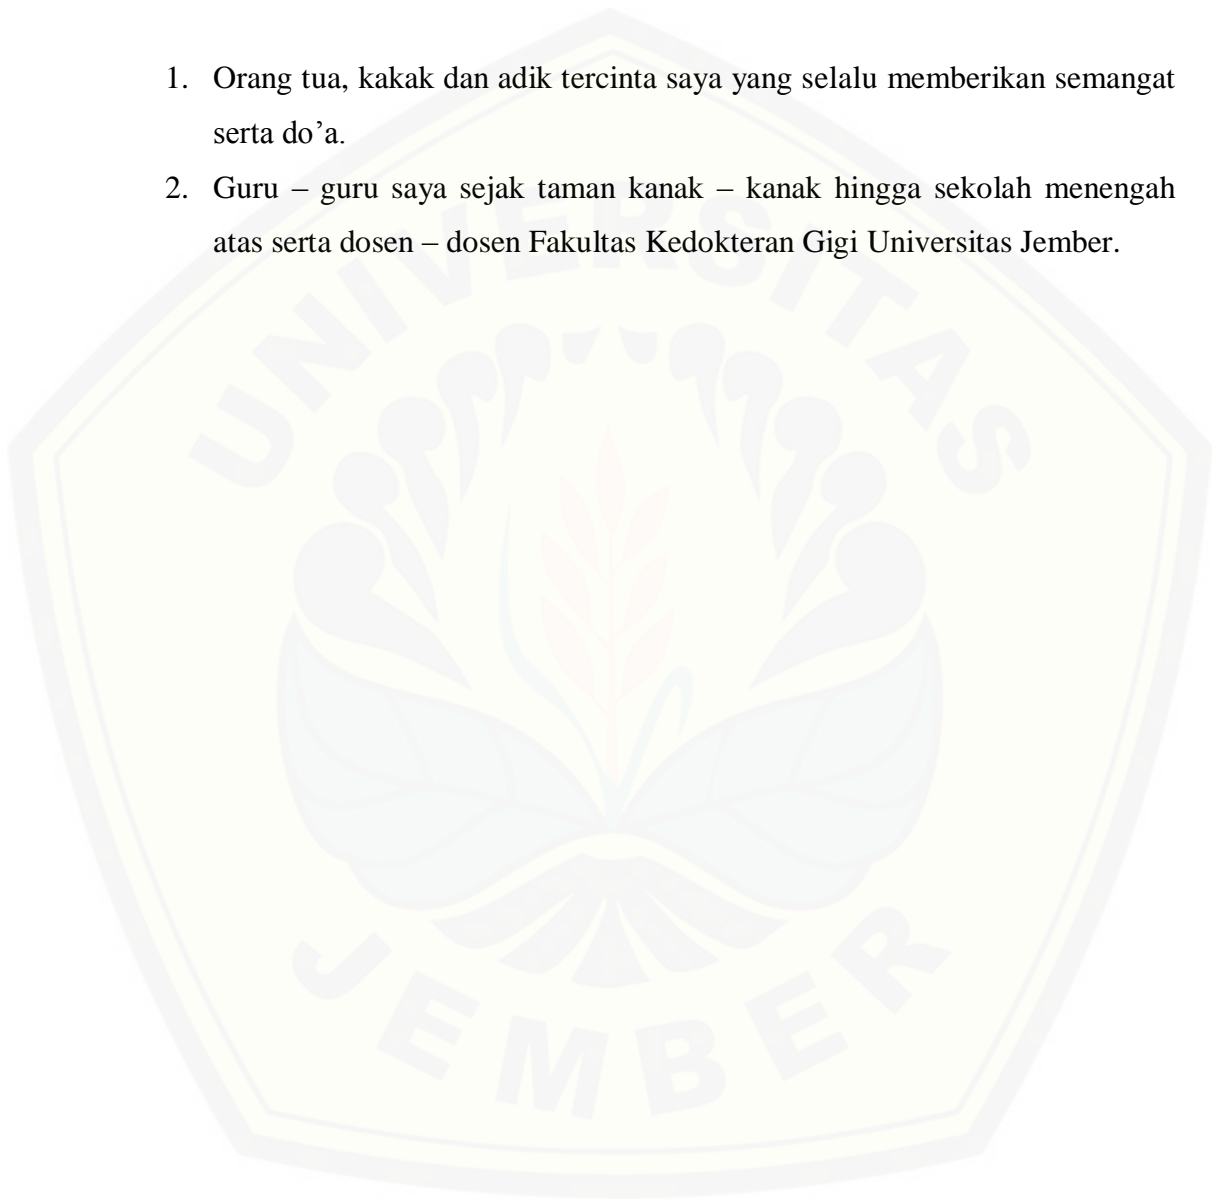 1. Orang tua, kakak dan adik tercinta saya yang selalu memberikan semangat
serta do’a.
2. Guru – guru saya sejak taman kanak – kanak hingga sekolah menengah
atas serta dosen – dosen Fakultas Kedokteran Gigi Universitas Jember.
UNIVERSITAS
JEMBER